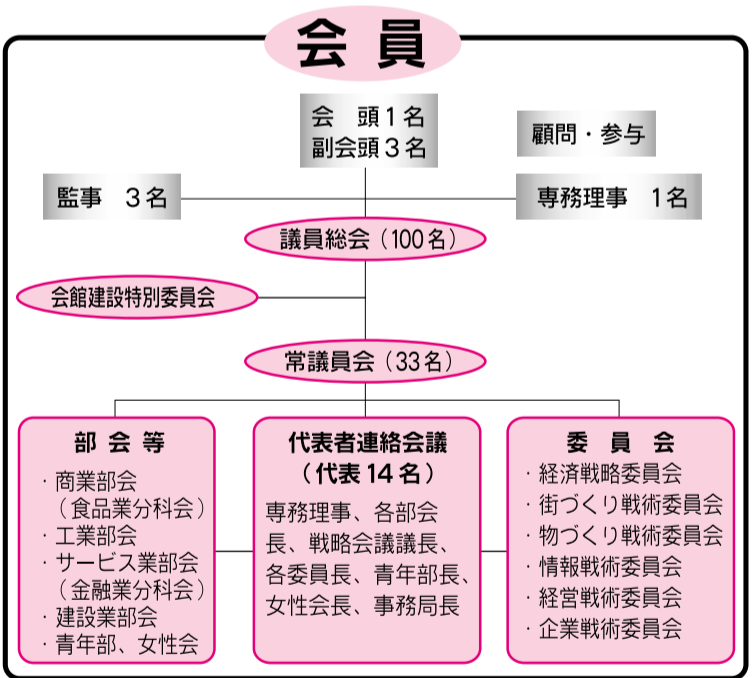 会 員
会 頭1名
副会頭3名
顧問・参与
監事 3名
専務理事 1名
議員総会（100名）
会館建設特別委員会
常議員会（33名）
部 会 等
・商業部会
（食品業分科会）
・工業部会
・サービス業部会
（金融業分科会）
・建設業部会
・青年部、女性会
代表者連絡会議
（代表14名）
専務理事、各部会
長、戦略会議議長、
各委員長、青年部長、
女性会長、事務局長
委 員 会
・経済戦略委員会
・街づくり戦術委員会
・物づくり戦術委員会
・情報戦術委員会
・経営戦術委員会
・企業戦術委員会